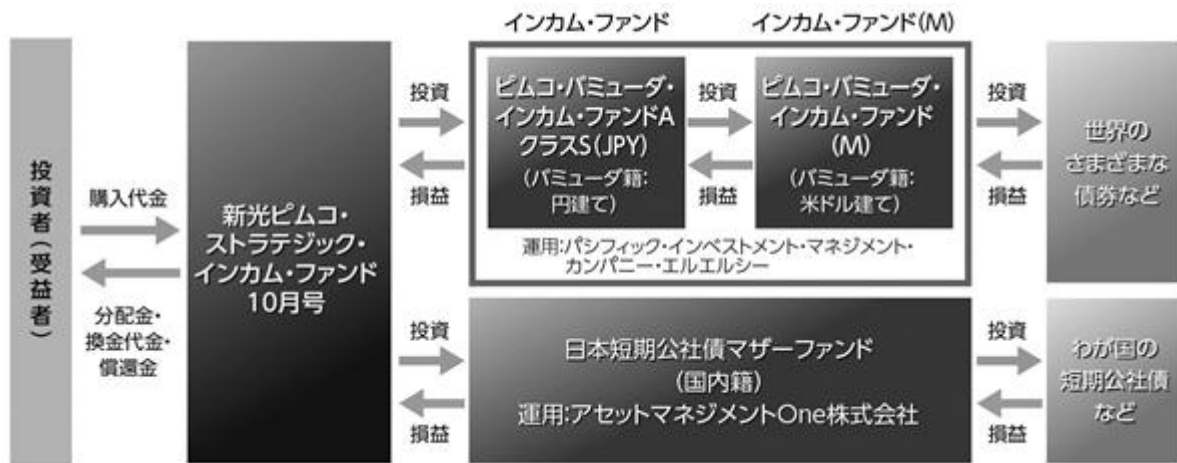 インカム・ファンド
インカム・ファンド(M)
投資者(受益者)
購入代金
分配金・
換金代金・
償還金
新光ピムコ・
ストラテジック・
インカム・ファンド
10月号
投資
損益
ピムコ・バミューダ・
インカム・ファンドA
クラスS(JPY)
(バミューダ籍:
円建て)
投資
損益
ピムコ・バミューダ・
インカム・ファンド
(M)
(バミューダ籍:
米ドル建て)
運用:パシフィック・インベストメント・マネジメント・
カンパニー・エルエルシー
投資
損益
世界の
さまざまな
債券など
投資
損益
日本短期公社債マザーファンド
(国内籍)
運用:アセットマネジメントOne株式会社
投資
損益
わが国の
短期公社債
など